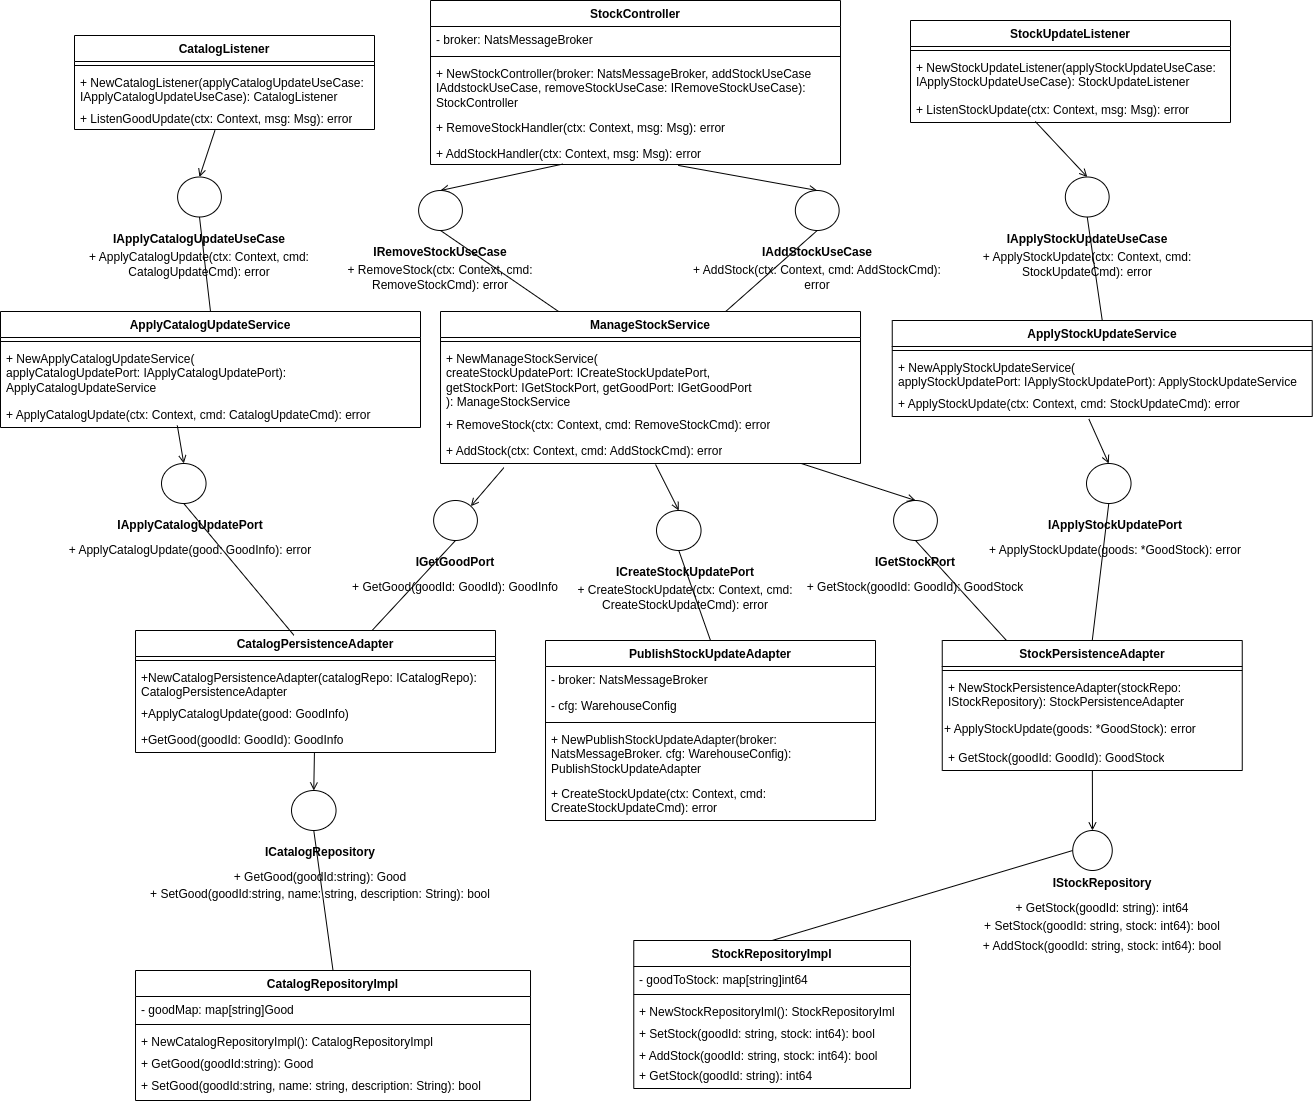 StockController
- broker: NatsMessageBroker
+ NewStockController(broker: NatsMessageBroker, addStockUseCase
IAddstockUseCase, removeStockUseCase: IRemoveStockUseCase):
StockController
+ RemoveStockHandler(ctx: Context, msg: Msg): error
+ AddStockHandler(ctx: Context, msg: Msg): error
CatalogListener
+ NewCatalogListener(applyCatalogUpdateUseCase:
IApplyCatalogUpdateUseCase): CatalogListener
+ ListenGoodUpdate(ctx: Context, msg: Msg): error
StockUpdateListener
+ NewStockUpdateListener(applyStockUpdateUseCase:
IApplyStockUpdateUseCase): StockUpdateListener
+ ListenStockUpdate(ctx: Context, msg: Msg): error
IApplyCatalogUpdateUseCase
+ ApplyCatalogUpdate(ctx: Context, cmd:
CatalogUpdateCmd): error
IRemoveStockUseCase
+ RemoveStock(ctx: Context, cmd:
RemoveStockCmd): error
IAddStockUseCase
+ AddStock(ctx: Context, cmd: AddStockCmd):
error
IApplyStockUpdateUseCase
+ ApplyStockUpdate(ctx: Context, cmd:
StockUpdateCmd): error
ApplyCatalogUpdateService
+ NewApplyCatalogUpdateService(
applyCatalogUpdatePort: IApplyCatalogUpdatePort):
ApplyCatalogUpdateService
+ ApplyCatalogUpdate(ctx: Context, cmd: CatalogUpdateCmd): error
ManageStockService
+ NewManageStockService(
createStockUpdatePort: ICreateStockUpdatePort,
getStockPort: IGetStockPort, getGoodPort: IGetGoodPort
): ManageStockService
+ RemoveStock(ctx: Context, cmd: RemoveStockCmd): error
+ AddStock(ctx: Context, cmd: AddStockCmd): error
ApplyStockUpdateService
+ NewApplyStockUpdateService(
applyStockUpdatePort: IApplyStockUpdatePort): ApplyStockUpdateService
+ ApplyStockUpdate(ctx: Context, cmd: StockUpdateCmd): error
IApplyCatalogUpdatePort
+ ApplyCatalogUpdate(good: GoodInfo): error
IGetGoodPort
+ GetGood(goodId: GoodId): GoodInfo
ICreateStockUpdatePort
+ CreateStockUpdate(ctx: Context, cmd:
CreateStockUpdateCmd): error
IGetStockPort
+ GetStock(goodId: GoodId): GoodStock
IApplyStockUpdatePort
+ ApplyStockUpdate(goods: *GoodStock): error
CatalogPersistenceAdapter
+NewCatalogPersistenceAdapter(catalogRepo: ICatalogRepo):
CatalogPersistenceAdapter
+ApplyCatalogUpdate(good: GoodInfo)
+GetGood(goodId: GoodId): GoodInfo
PublishStockUpdateAdapter
- broker: NatsMessageBroker
- cfg: WarehouseConfig
+ NewPublishStockUpdateAdapter(broker:
NatsMessageBroker. cfg: WarehouseConfig):
PublishStockUpdateAdapter
+ CreateStockUpdate(ctx: Context, cmd:
CreateStockUpdateCmd): error
StockPersistenceAdapter
+ NewStockPersistenceAdapter(stockRepo:
IStockRepository): StockPersistenceAdapter
+ ApplyStockUpdate(goods: *GoodStock): error
+ GetStock(goodId: GoodId): GoodStock
ICatalogRepository
+ GetGood(goodId:string): Good
+ SetGood(goodId:string, name: string, description: String): bool
IStockRepository
+ GetStock(goodId: string): int64
+ SetStock(goodId: string, stock: int64): bool
+ AddStock(goodId: string, stock: int64): bool
CatalogRepositoryImpl
- goodMap: map[string]Good
+ NewCatalogRepositoryImpl(): CatalogRepositoryImpl
+ GetGood(goodId:string): Good
+ SetGood(goodId:string, name: string, description: String): bool
StockRepositoryImpl
- goodToStock: map[string]int64
+ NewStockRepositoryIml(): StockRepositoryIml
+ SetStock(goodId: string, stock: int64): bool
+ AddStock(goodId: string, stock: int64): bool
+ GetStock(goodId: string): int64